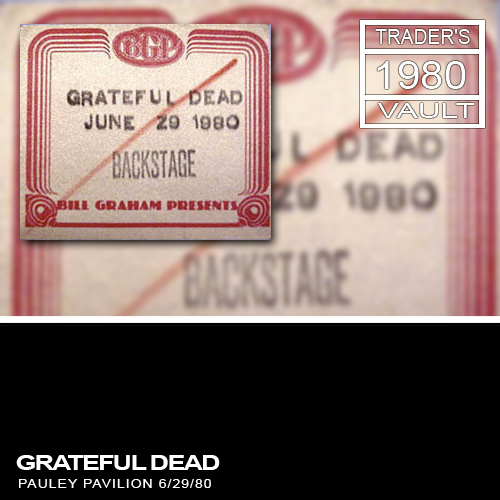 BGP
GRATEFUL DEAD
JUNE 29 1980
BACKSTAGE
BILL GRAHAM PRESENTS
TRADER'S
1980
VAULT
L DEAD
29 1980
BACKSTAGE
GRATEFUL DEAD
PAULEY PAVILION 6/29/80